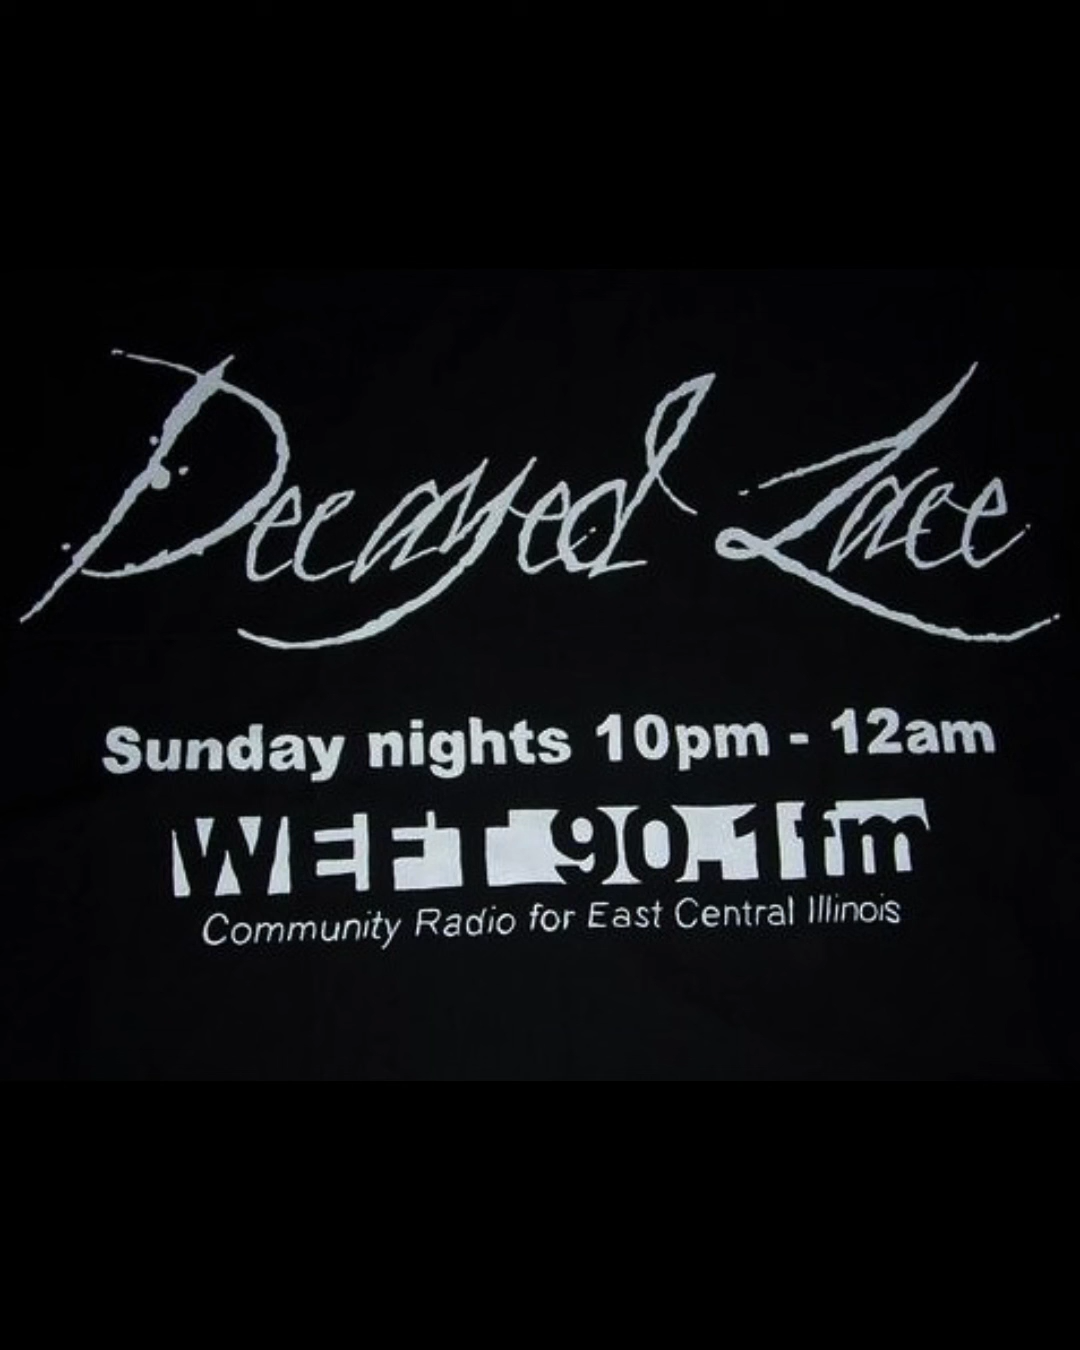 Decayed Lace
Sunday nights 10pm - 12am
WEFT 90.1fm
Community Radio for East Central Illinois